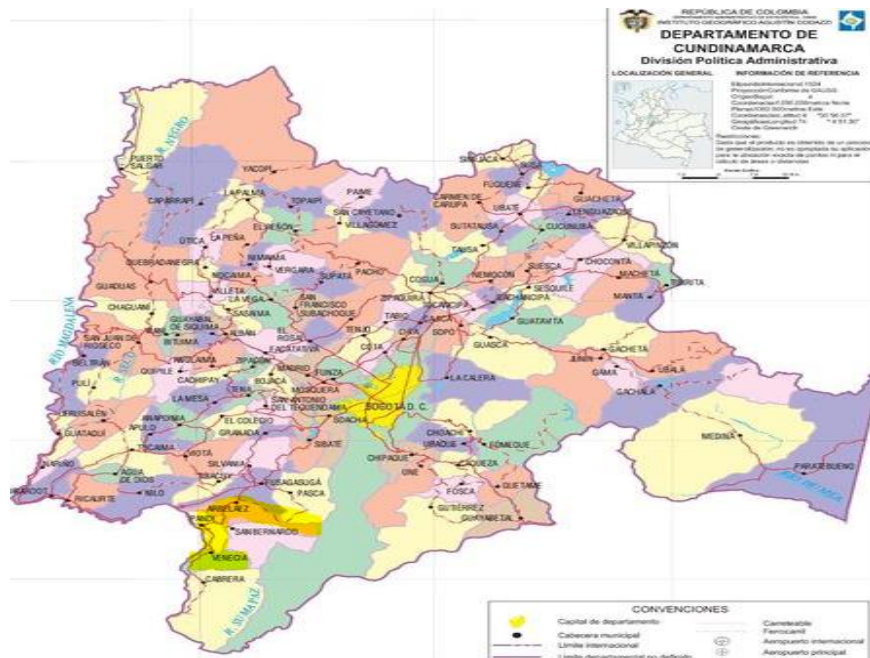 REPÚBLICA DE COLOMBIA
INSTITUTO GEOGRÁFICO AGUSTÍN CODAZZI
DEPARTAMENTO DE
CUNDINAMARCA
División Política Administrativa
LOCALIZACIÓN GENERAL
INFORMACIÓN DE REFERENCIA
R. NEGRO
PUERTO
SALGAR
YACOPÍ
CAPARRAPÍ
LA PALMA
TOPAIPÍ
PAIME
SAN CAYETANO
VILLAGOMEZ
EL PEÑÓN
LA PEÑA
ÚTICA
QUEBRADANEGRA
NIMAIMA
NOCAIMA
VERGARA
SUPATÁ
PACHO
GUADUAS
VILLETA
LA VEGA
SASAIMA
SAN
FRANCISCO
SUBACHOQUE
CHAGUANÍ
GUAYABAL
DE SIQUIMA
ALBÁN
BITUIMA
SAN JUAN DE
RIOSECO
BELTRÁN
RÍO MAGDALENA
R. SECO
PULÍ
QUIPILE
ANOLAIMA
CACHIPAY
ZIPACÓN
EL
ROSAL
FACATATIVÁ
MADRID
FUNZA
MOSQUERA
BOJACÁ
TENA
LA MESA
SAN ANTONIO
DEL TEQUENDAMA
ANAPOIMA
APULO
EL COLEGIO
GRANADA
JERUSALÉN
GUATAQUÍ
TOCAIMA
VIOTÁ
SILVANIA
SIBATÉ
SOACHA
BOGOTÁ D. C.
NARIÑO
AGUA
DE DIOS
NILO
RICAURTE
TIBACUY
FUSAGASUGÁ
PASCA
ARBELÁEZ
SAN BERNARDO
VENECIA
CABRERA
R. SUMAPAZ
SIMIJACA
FÚQUENE
CARMEN DE
CARUPA
UBATÉ
SUTATAUSA
TAUSA
CUCUNUBÁ
LENGUAZAQUE
GUACHETÁ
VILLAPINZÓN
CHOCONTÁ
SUESCA
NEMOCÓN
COGUA
ZIPAQUIRÁ
SESQUILÉ
GACHANCIPÁ
TOCANCIPÁ
MACHETÁ
MANTA
TIBIRITA
GUATAVITA
TABIO
TENJO
CAJICÁ
CHÍA
SOPÓ
COTA
GUASCA
LA CALERA
JUNÍN
GACHETÁ
GAMA
UBALÁ
GACHALÁ
MEDINA
PARATEBUENO
CHOACHÍ
UBAQUE
FÓMEQUE
CHIPAQUE
CÁQUEZA
UNE
FOSCA
QUETAME
GUTIÉRREZ
GUAYABETAL
CONVENCIONES
Capital de departamento
Cabecera municipal
Límite internacional
Límite departamental no definido
Carreteable
Ferrocarril
Aeropuerto internacional
Aeropuerto principal